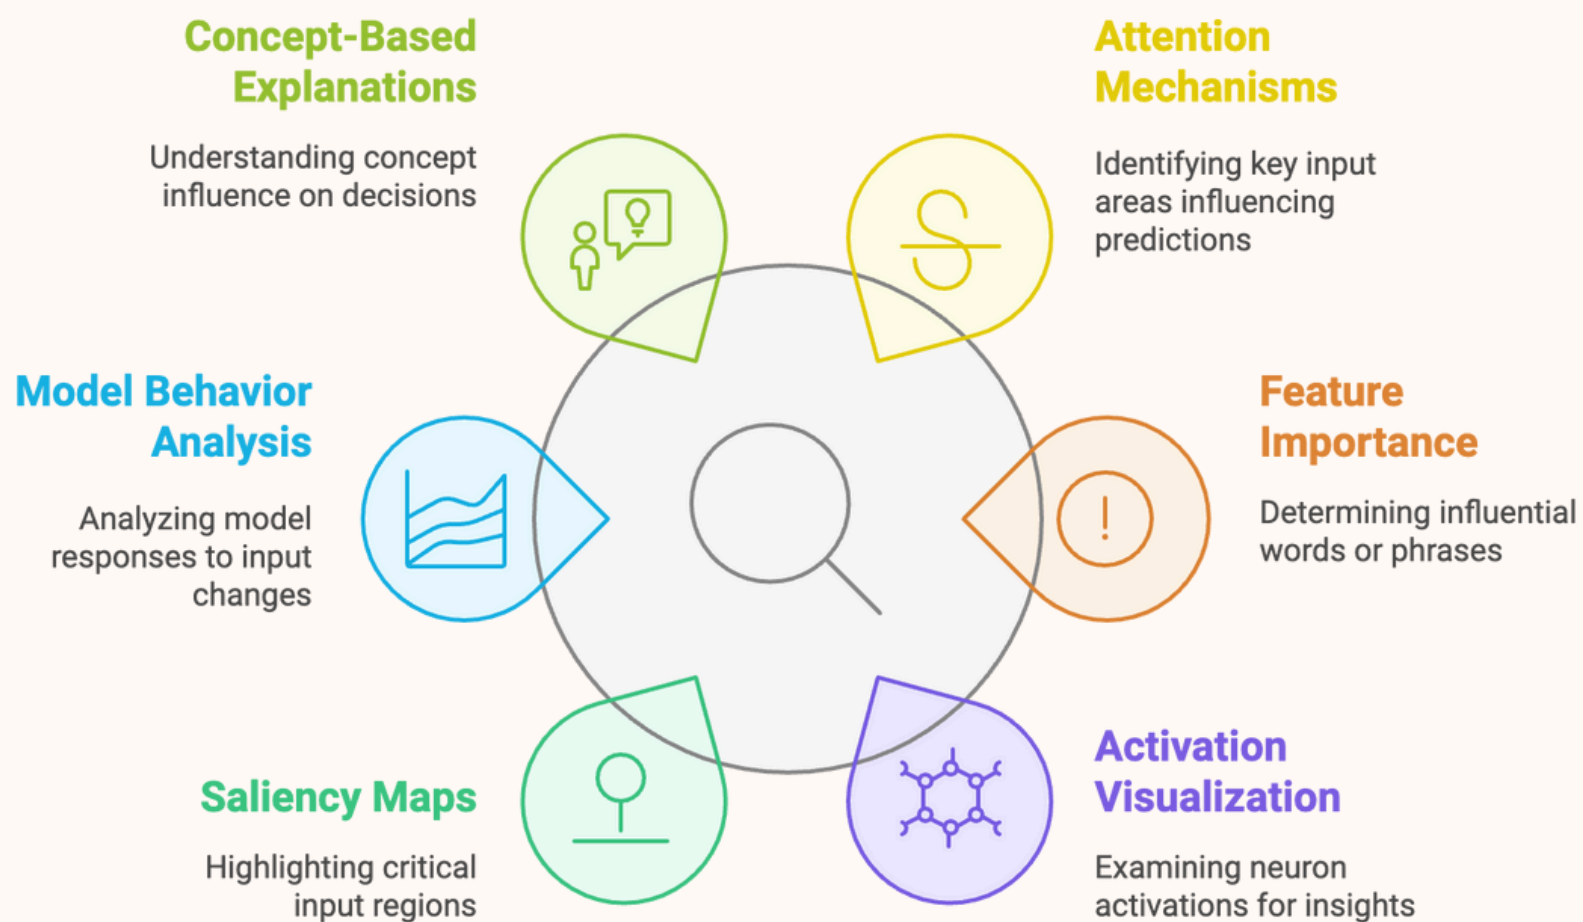 Concept-Based
Explanations
Understanding concept
influence on decisions
Attention
Mechanisms
Identifying key input
areas influencing
predictions
Model Behavior
Analysis
Analyzing model
responses to input
changes
Feature
Importance
Determining influential
words or phrases
Saliency Maps
Highlighting critical
input regions
Activation
Visualization
Examining neuron
activations for insights